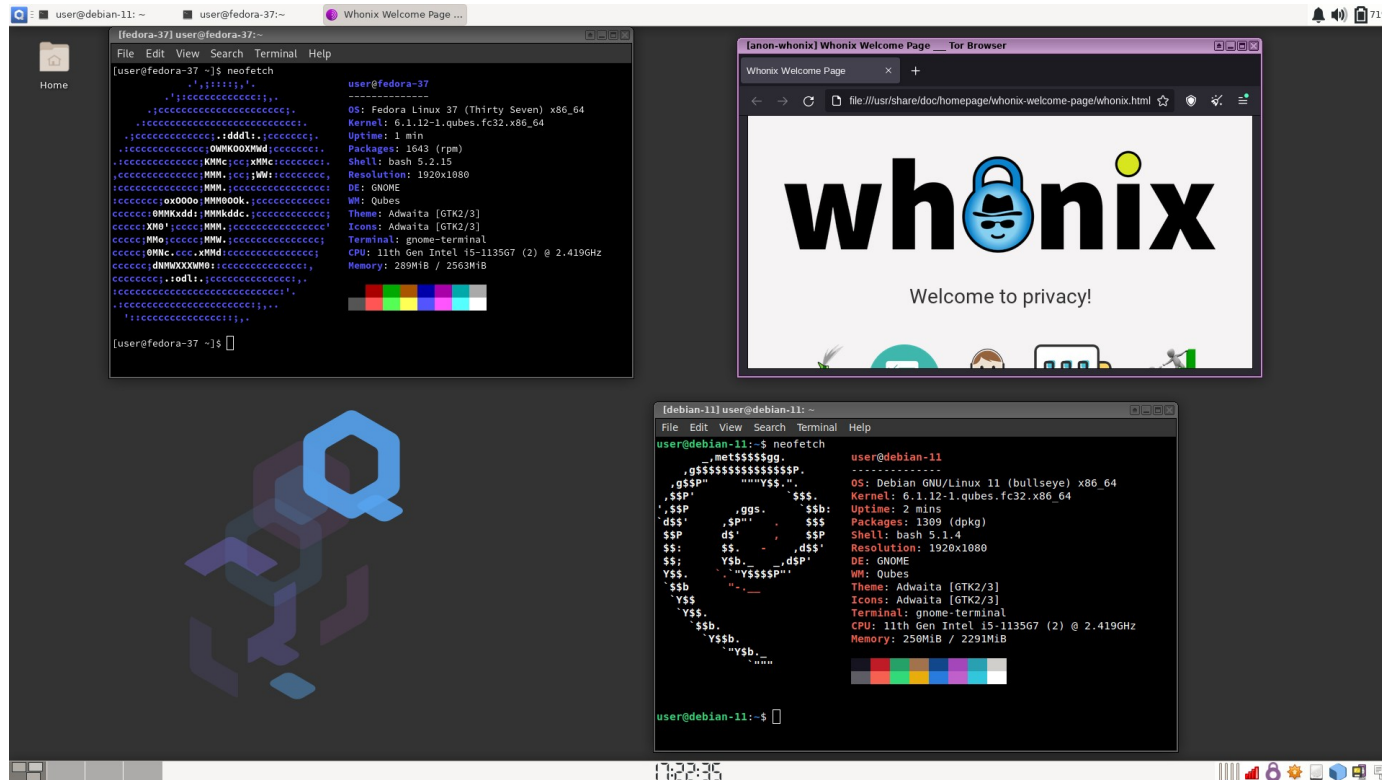 user@debian-11: ~
user@fedora-37:~
Whonix Welcome Page ...
71
Home
[fedora-37] user@fedora-37:~
File Edit View Search Terminal Help
[user@fedora-37 ~]$ neofetch
user@fedora-37
--------------
OS: Fedora Linux 37 (Thirty Seven) x86_64
Kernel: 6.1.12-1.qubes.fc32.x86_64
Uptime: 1 min
Packages: 1643 (rpm)
Shell: bash 5.2.15
Resolution: 1920x1080
DE: GNOME
WM: Qubes
Theme: Adwaita [GTK2/3]
Icons: Adwaita [GTK2/3]
Terminal: gnome-terminal
CPU: 11th Gen Intel i5-1135G7 (2) @ 2.419GHz
Memory: 289MiB / 2563MiB
[user@fedora-37 ~]$
[anon-whonix] Whonix Welcome Page __ Tor Browser
Whonix Welcome Page
file:///usr/share/doc/homepage/whonix-welcome-page/whonix.html
whonix
Welcome to privacy!
[debian-11] user@debian-11: ~
File Edit View Search Terminal Help
user@debian-11:~$ neofetch
user@debian-11
--------------
OS: Debian GNU/Linux 11 (bullseye) x86_64
Kernel: 6.1.12-1.qubes.fc32.x86_64
Uptime: 2 mins
Packages: 1309 (dpkg)
Shell: bash 5.1.4
Resolution: 1920x1080
DE: GNOME
WM: Qubes
Theme: Adwaita [GTK2/3]
Icons: Adwaita [GTK2/3]
Terminal: gnome-terminal
CPU: 11th Gen Intel i5-1135G7 (2) @ 2.419GHz
Memory: 250MiB / 2291MiB
user@debian-11:~$
17:22:35